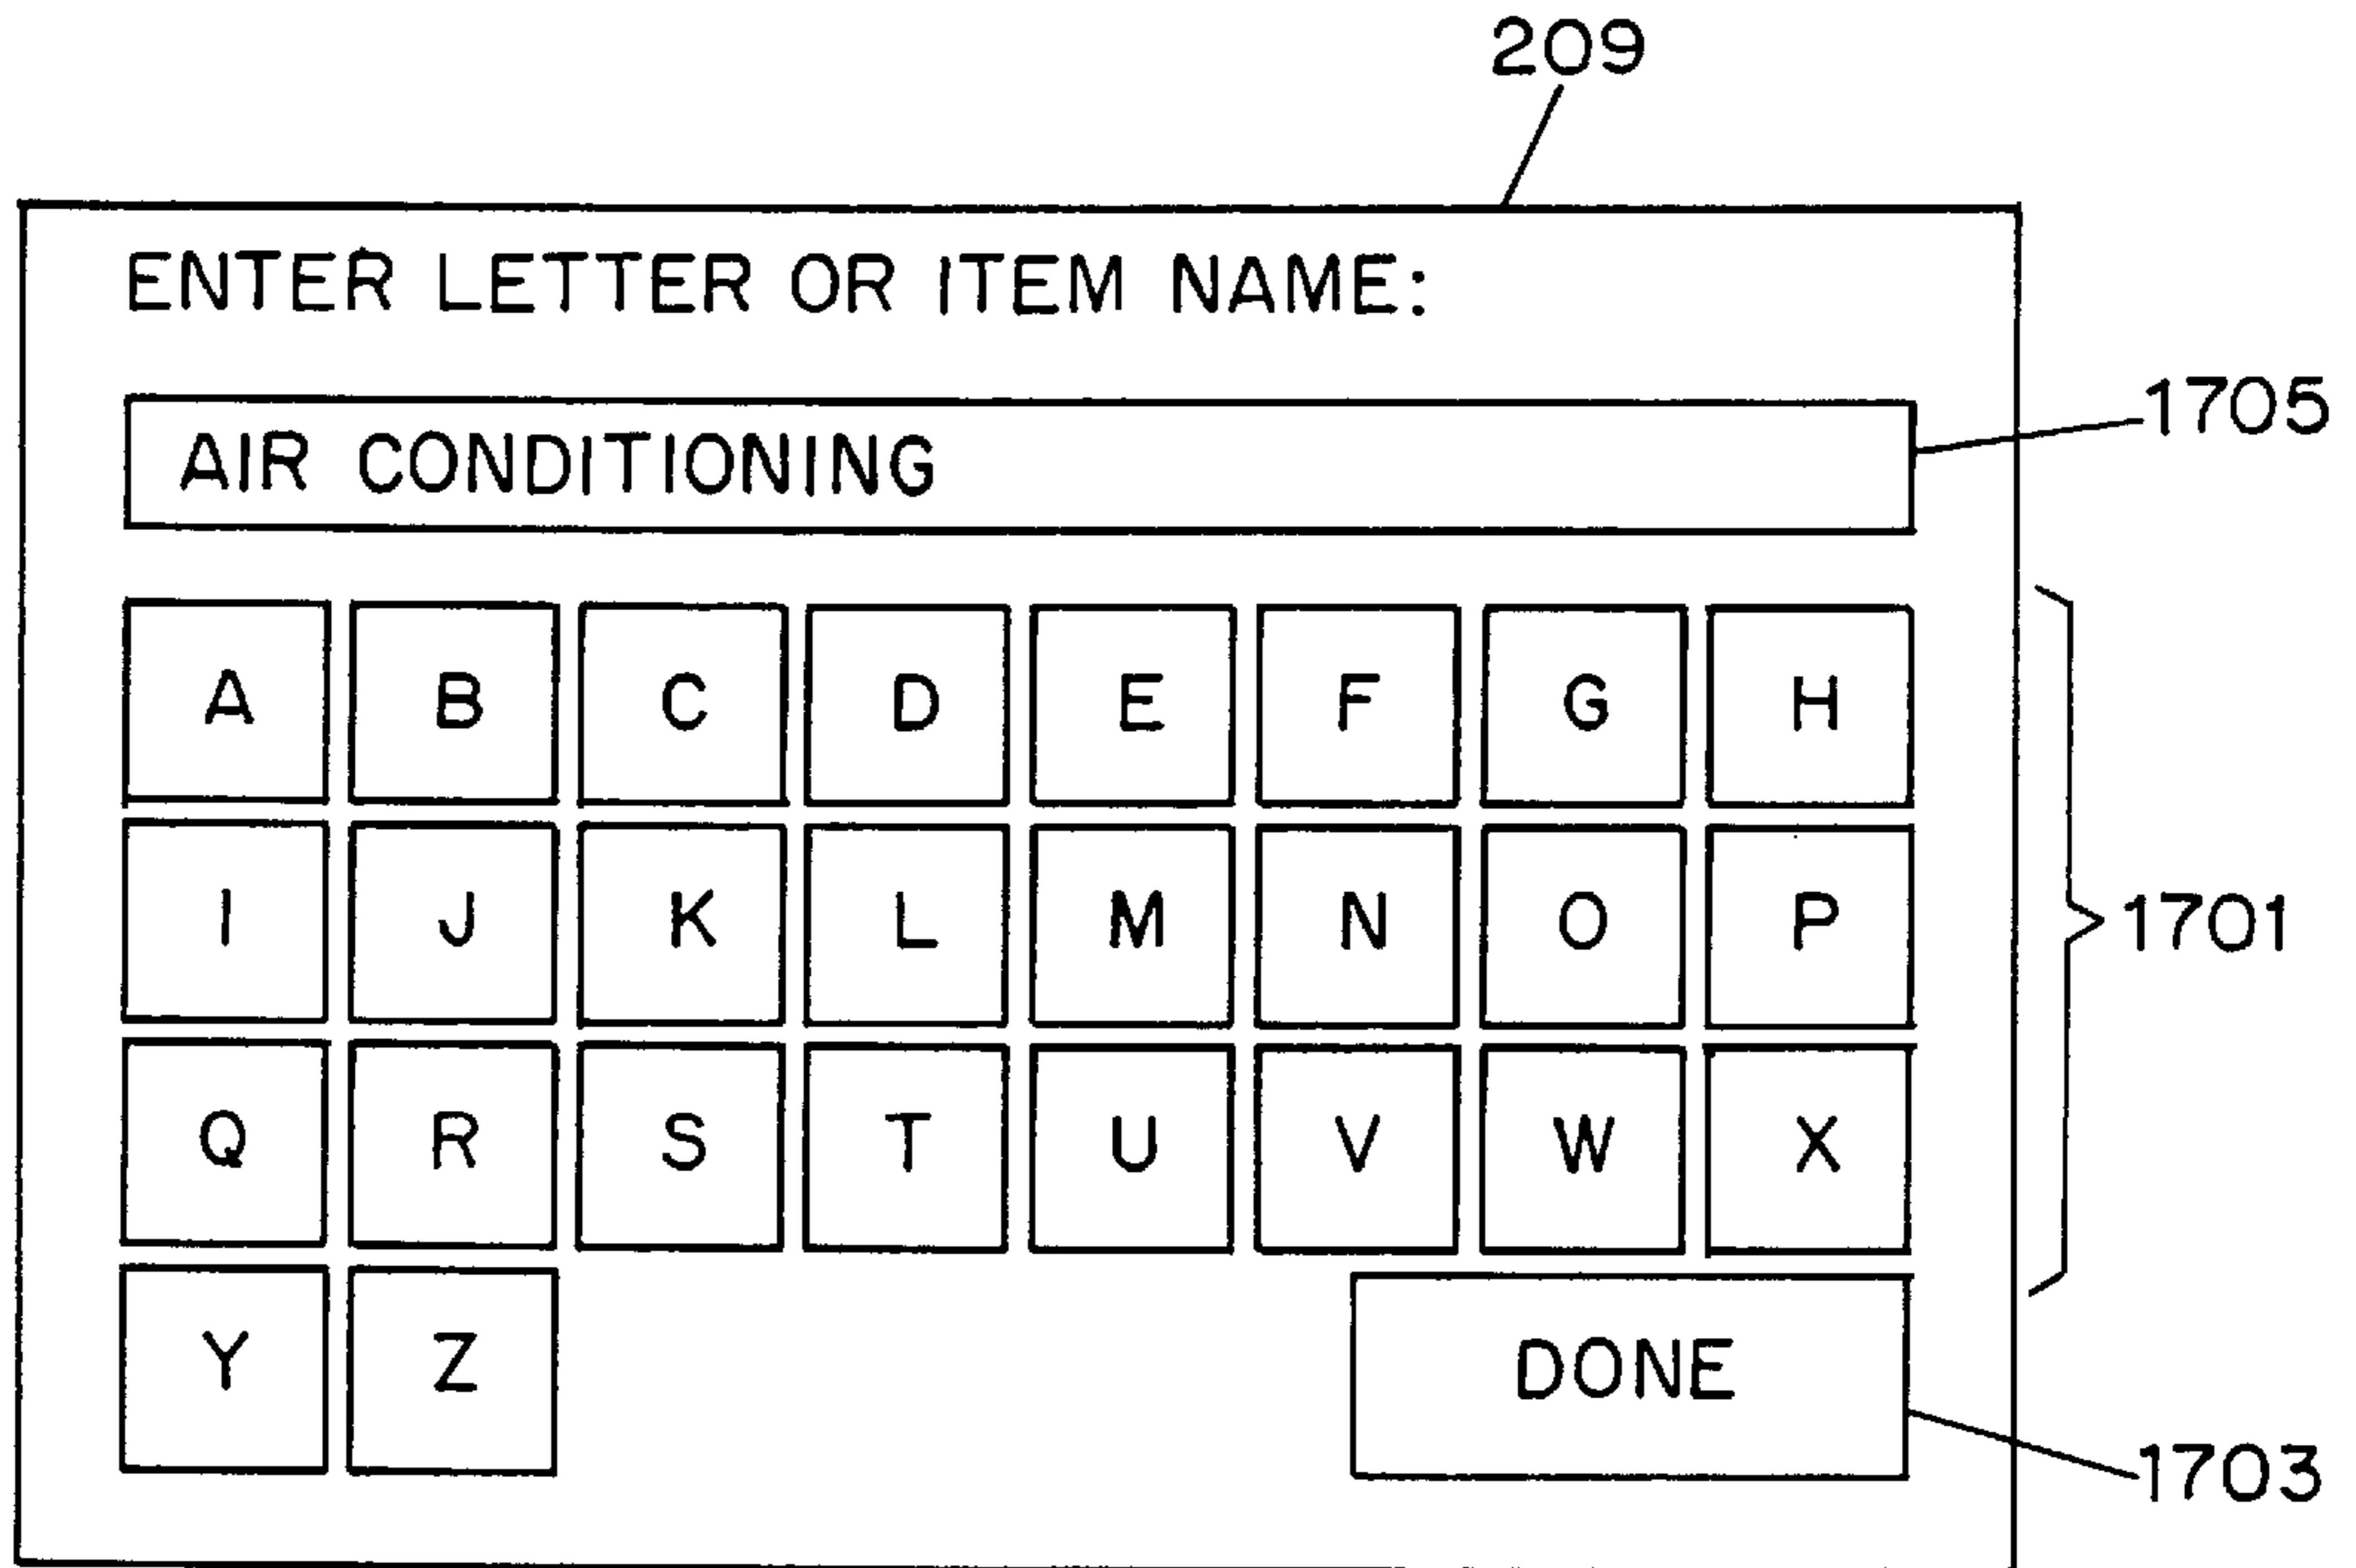 209
ENTER LETTER OR ITEM NAME:
1705
AIR CONDITIONING
A B C D E F G H
I J K L M N O P
1701
Q R S T U V W X
Y Z DONE
1703